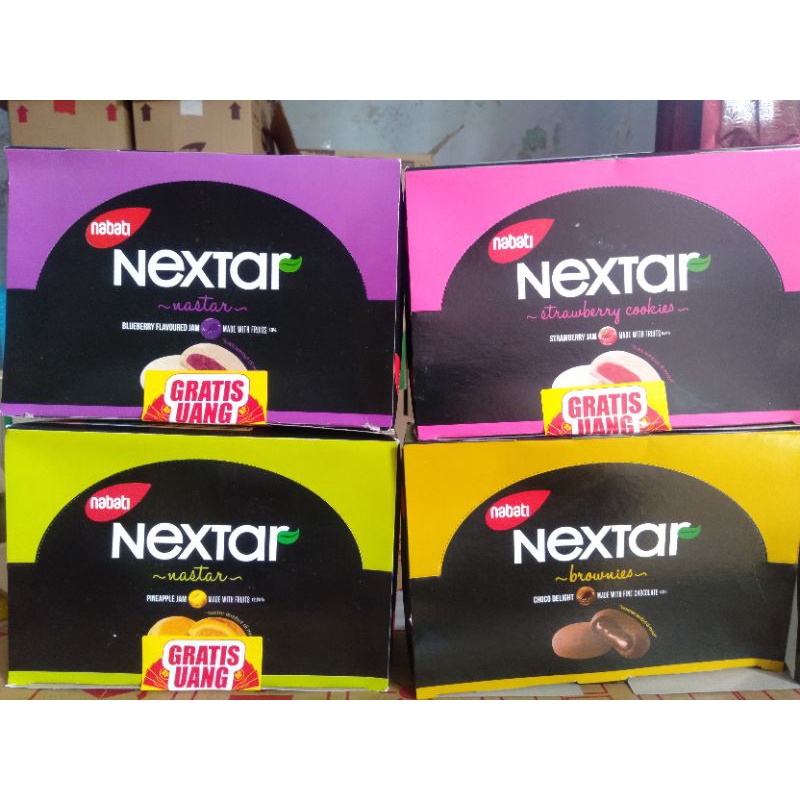 nabati
Nextar
~nastar~
BLUEBERRY FLAVOURED JAM MADE WITH FRUITS
GRATIS
UANG
nabati
Nextar
~strawberry cookies~
STRAWBERRY JAM MADE WITH FRUITS
GRATIS
UANG
nabati
Nextar
~nastar~
PINEAPPLE JAM MADE WITH FRUITS
GRATIS
UANG
nabati
Nextar
~brownies~
CHOCO DELIGHT MADE WITH FINE CHOCOLATE